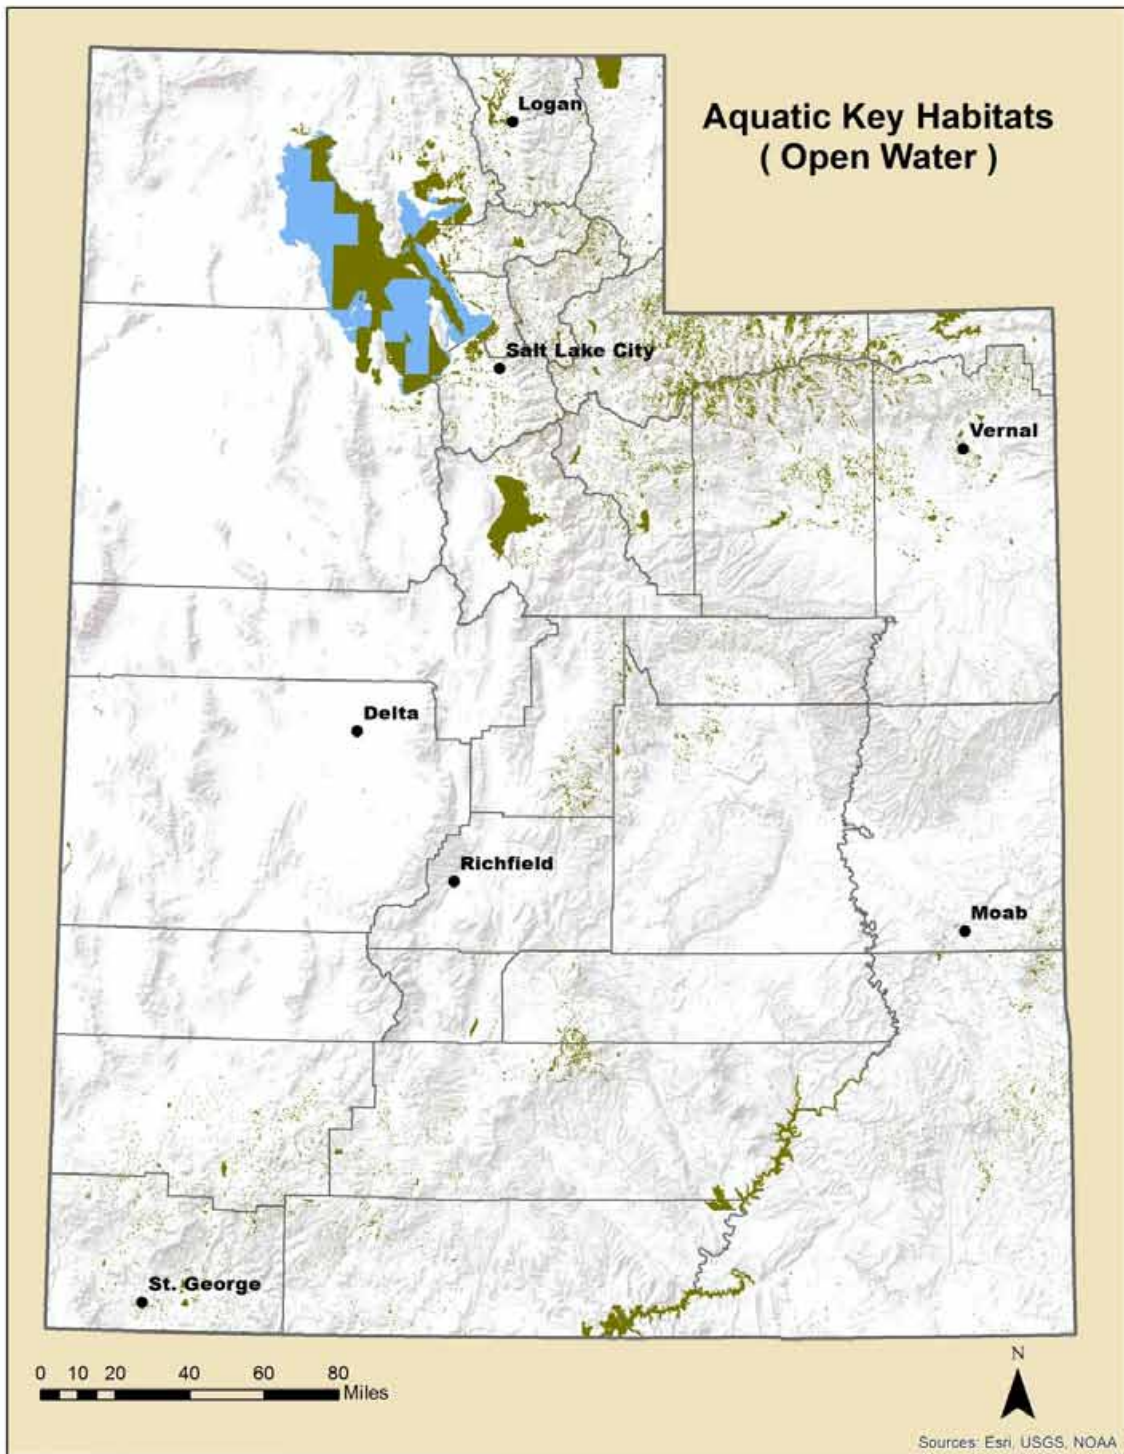 Aquatic Key Habitats
( Open Water )
Logan
Salt Lake City
Vernal
Delta
Richfield
Moab
St. George
0 10 20 40 60 80
Miles
N
Sources: Esri, USGS, NOAA